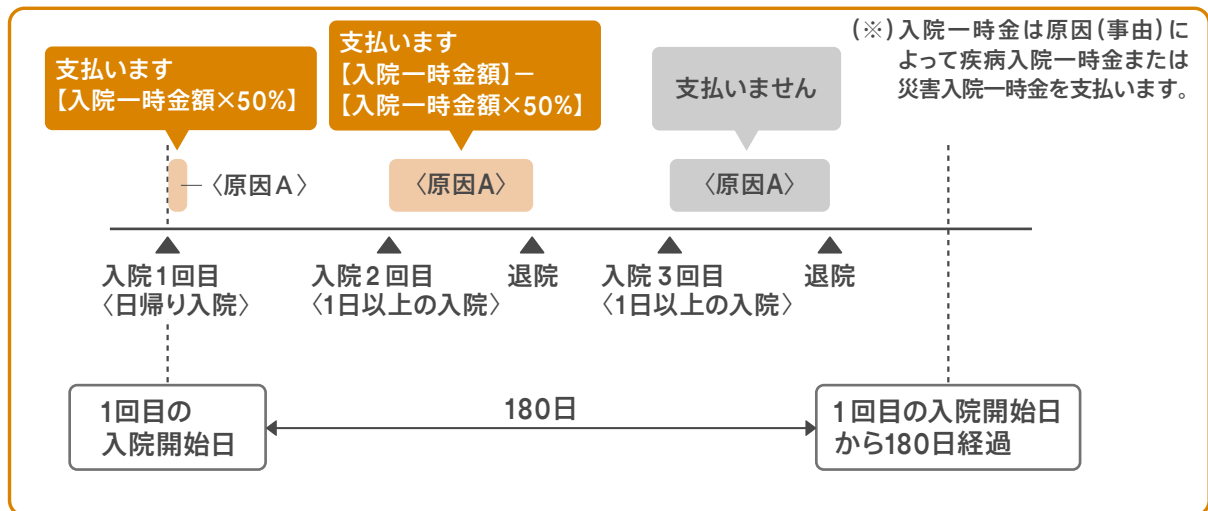 支払います
【入院一時金額×50%】
支払います
【入院一時金額】−
【入院一時金額×50%】
支払いません
(※)入院一時金は原因(事由)に
よって疾病入院一時金または
災害入院一時金を支払います。
〈原因A〉
〈原因A〉
〈原因A〉
入院1回目
〈日帰り入院〉
入院2回目
〈1日以上の入院〉
退院
入院3回目
〈1日以上の入院〉
退院
1回目の
入院開始日
180日
1回目の入院開始日
から180日経過